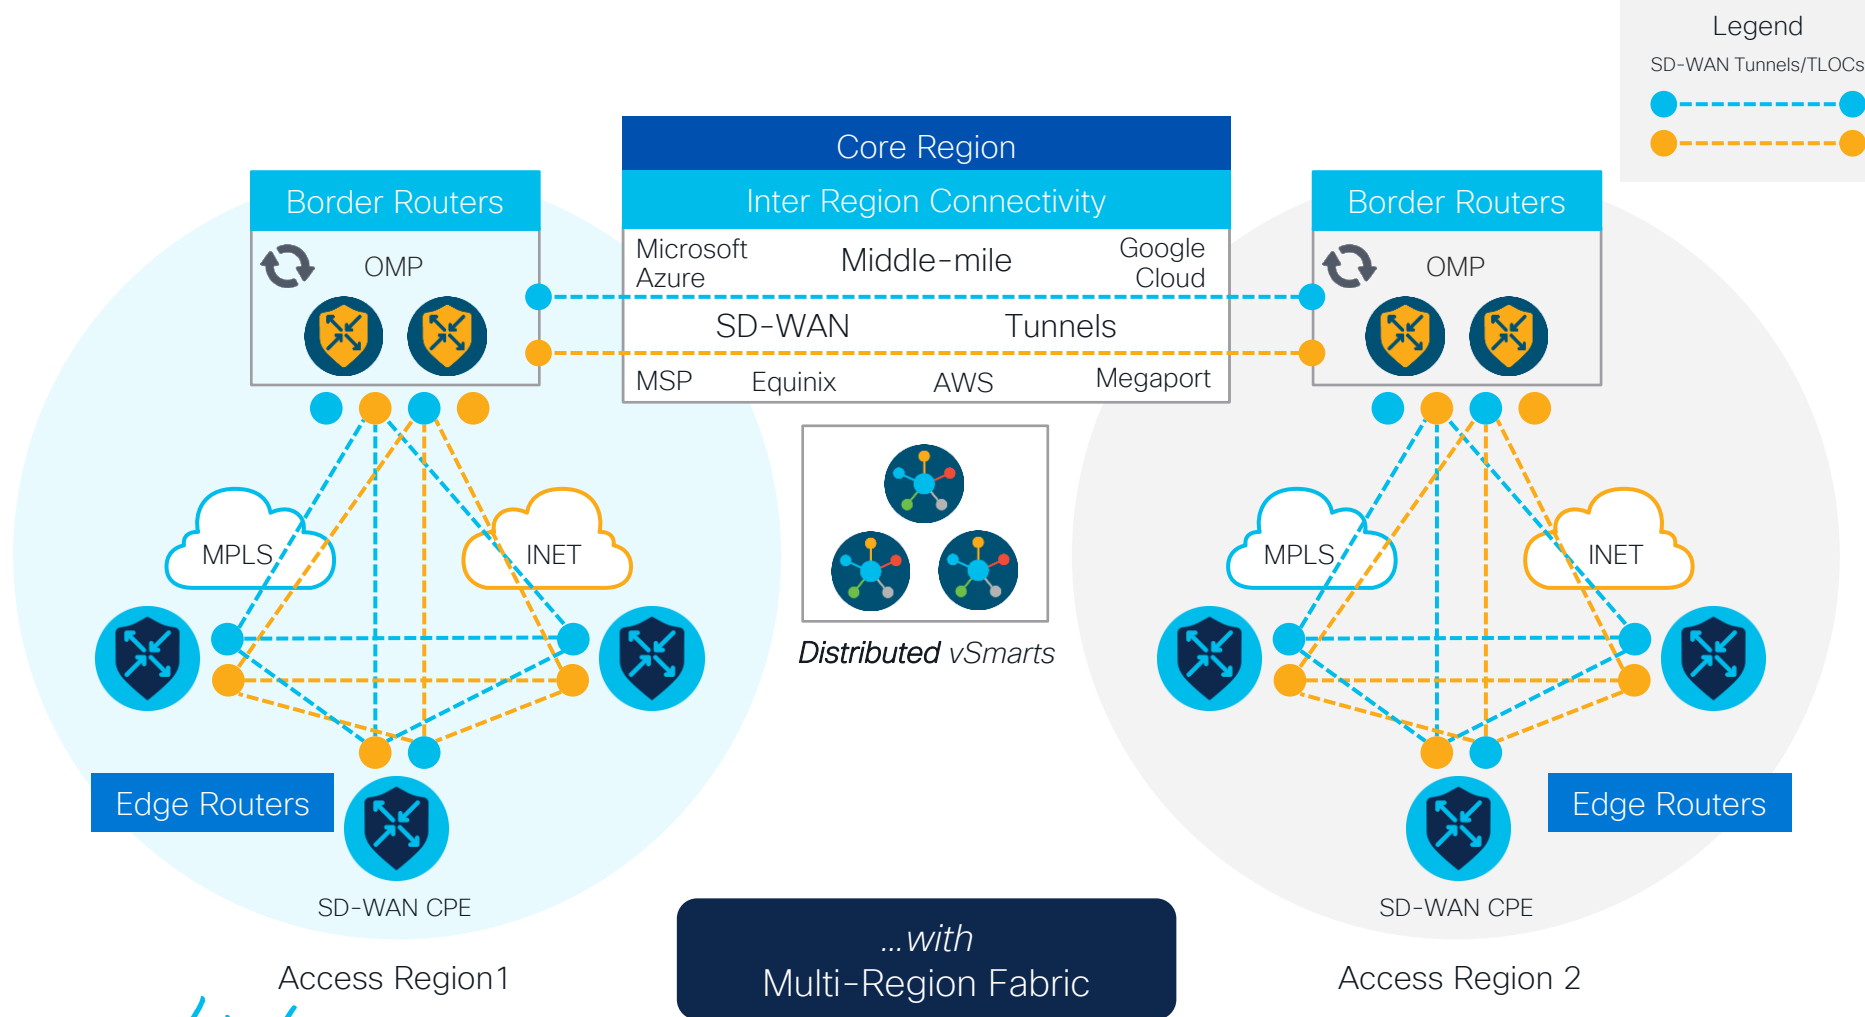 Legend
SD-WAN Tunnels/TLOCs
Core Region
Inter Region Connectivity
Border Routers
Border Routers
OMP
OMP
Microsoft
Azure
Middle-mile
Google
Cloud
SD-WAN
Tunnels
MSP
Equinix
AWS
Megaport
MPLS
INET
MPLS
INET
Distributed vSmarts
Edge Routers
Edge Routers
SD-WAN CPE
SD-WAN CPE
...with
Multi-Region Fabric
Access Region1
Access Region 2